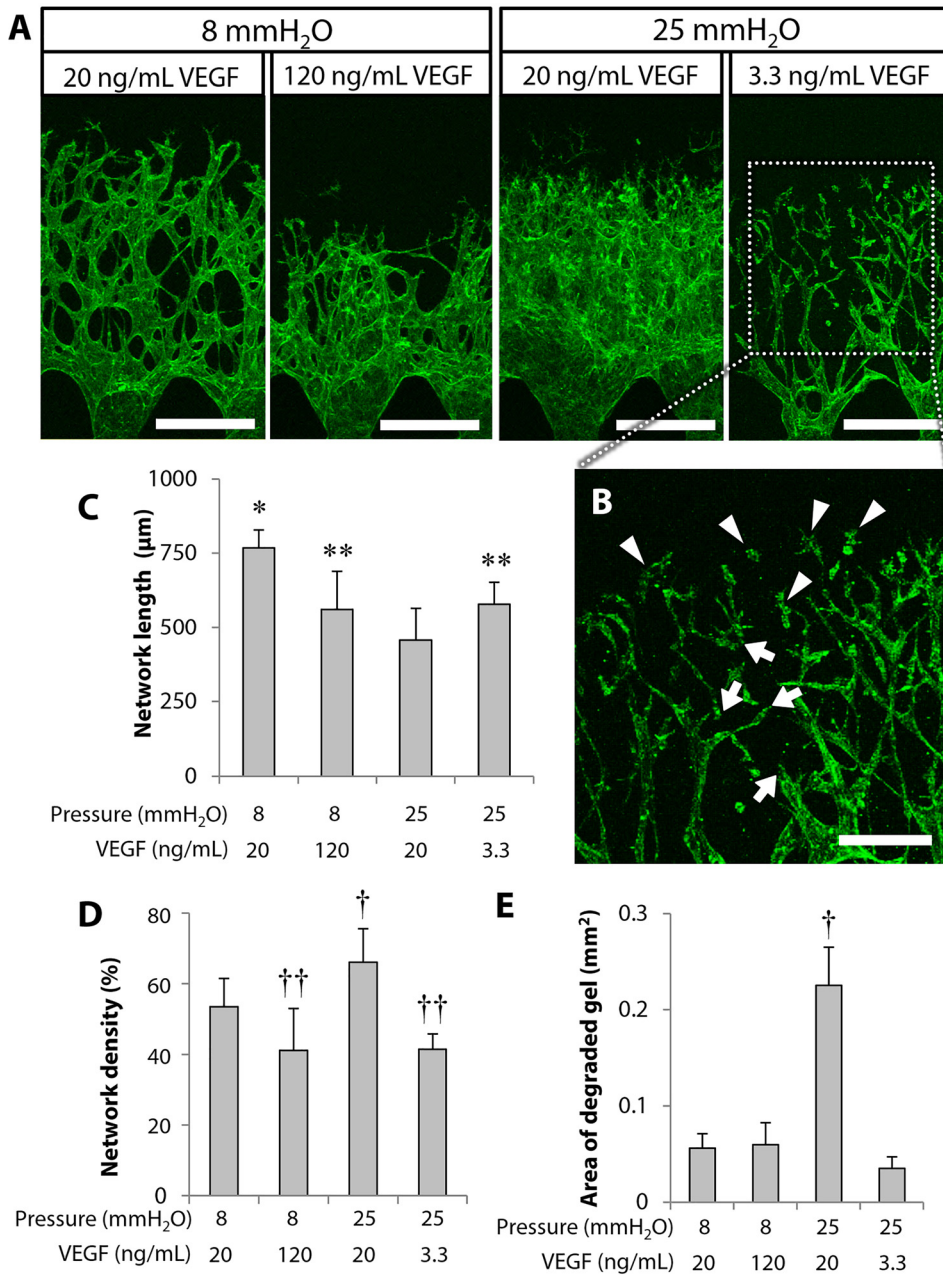 A
8 mmH₂O
25 mmH₂O
20 ng/mL VEGF
120 ng/mL VEGF
20 ng/mL VEGF
3.3 ng/mL VEGF
B
C
Network length (μm)
1000
750
500
250
0
*
**
**
Pressure (mmH₂O) 8 8 25 25
VEGF (ng/mL) 20 120 20 3.3
D
Network density (%)
80
60
40
20
0
††
†
††
Pressure (mmH₂O) 8 8 25 25
VEGF (ng/mL) 20 120 20 3.3
E
Area of degraded gel (mm²)
0.3
0.2
0.1
0
†
Pressure (mmH₂O) 8 8 25 25
VEGF (ng/mL) 20 120 20 3.3